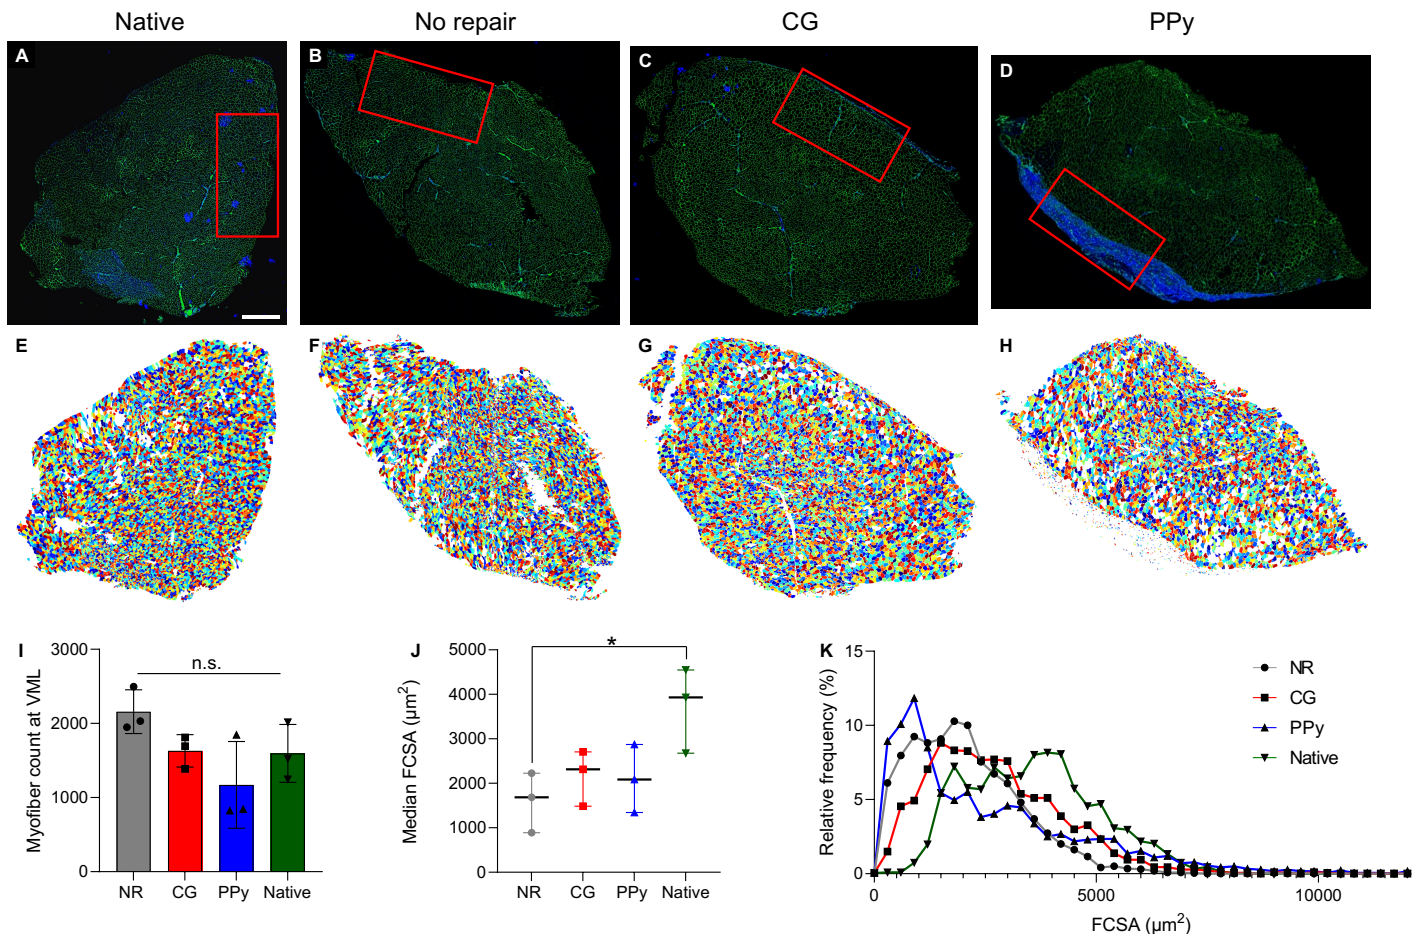 Native No repair CG PPy
A B C D
E F G H
I
Myofiber count at VML
3000
2000
1000
0
n.s.
NR CG PPy Native
J
Median FCSA (µm²)
5000
4000
3000
2000
1000
0
*
NR CG PPy Native
K
Relative frequency (%)
15
10
5
0
NR
CG
PPy
Native
0 5000 10000
FCSA (µm²)